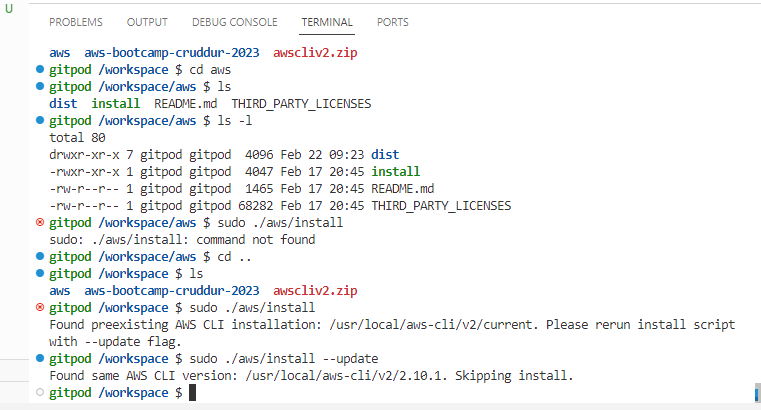 U
PROBLEMS OUTPUT DEBUG CONSOLE TERMINAL PORTS
aws aws-bootcamp-cruddur-2023 awscliv2.zip
gitpod /workspace $ cd aws
gitpod /workspace/aws $ ls
dist install README.md THIRD_PARTY_LICENSES
gitpod /workspace/aws $ ls -l
total 80
drwxr-xr-x 7 gitpod gitpod 4096 Feb 22 09:23 dist
-rwxr-xr-x 1 gitpod gitpod 4047 Feb 17 20:45 install
-rw-r--r-- 1 gitpod gitpod 1465 Feb 17 20:45 README.md
-rw-r--r-- 1 gitpod gitpod 68282 Feb 17 20:45 THIRD_PARTY_LICENSES
gitpod /workspace/aws $ sudo ./aws/install
sudo: ./aws/install: command not found
gitpod /workspace/aws $ cd ..
gitpod /workspace $ ls
aws aws-bootcamp-cruddur-2023 awscliv2.zip
gitpod /workspace $ sudo ./aws/install
Found preexisting AWS CLI installation: /usr/local/aws-cli/v2/current. Please rerun install script
with --update flag.
gitpod /workspace $ sudo ./aws/install --update
Found same AWS CLI version: /usr/local/aws-cli/v2/2.10.1. Skipping install.
gitpod /workspace $